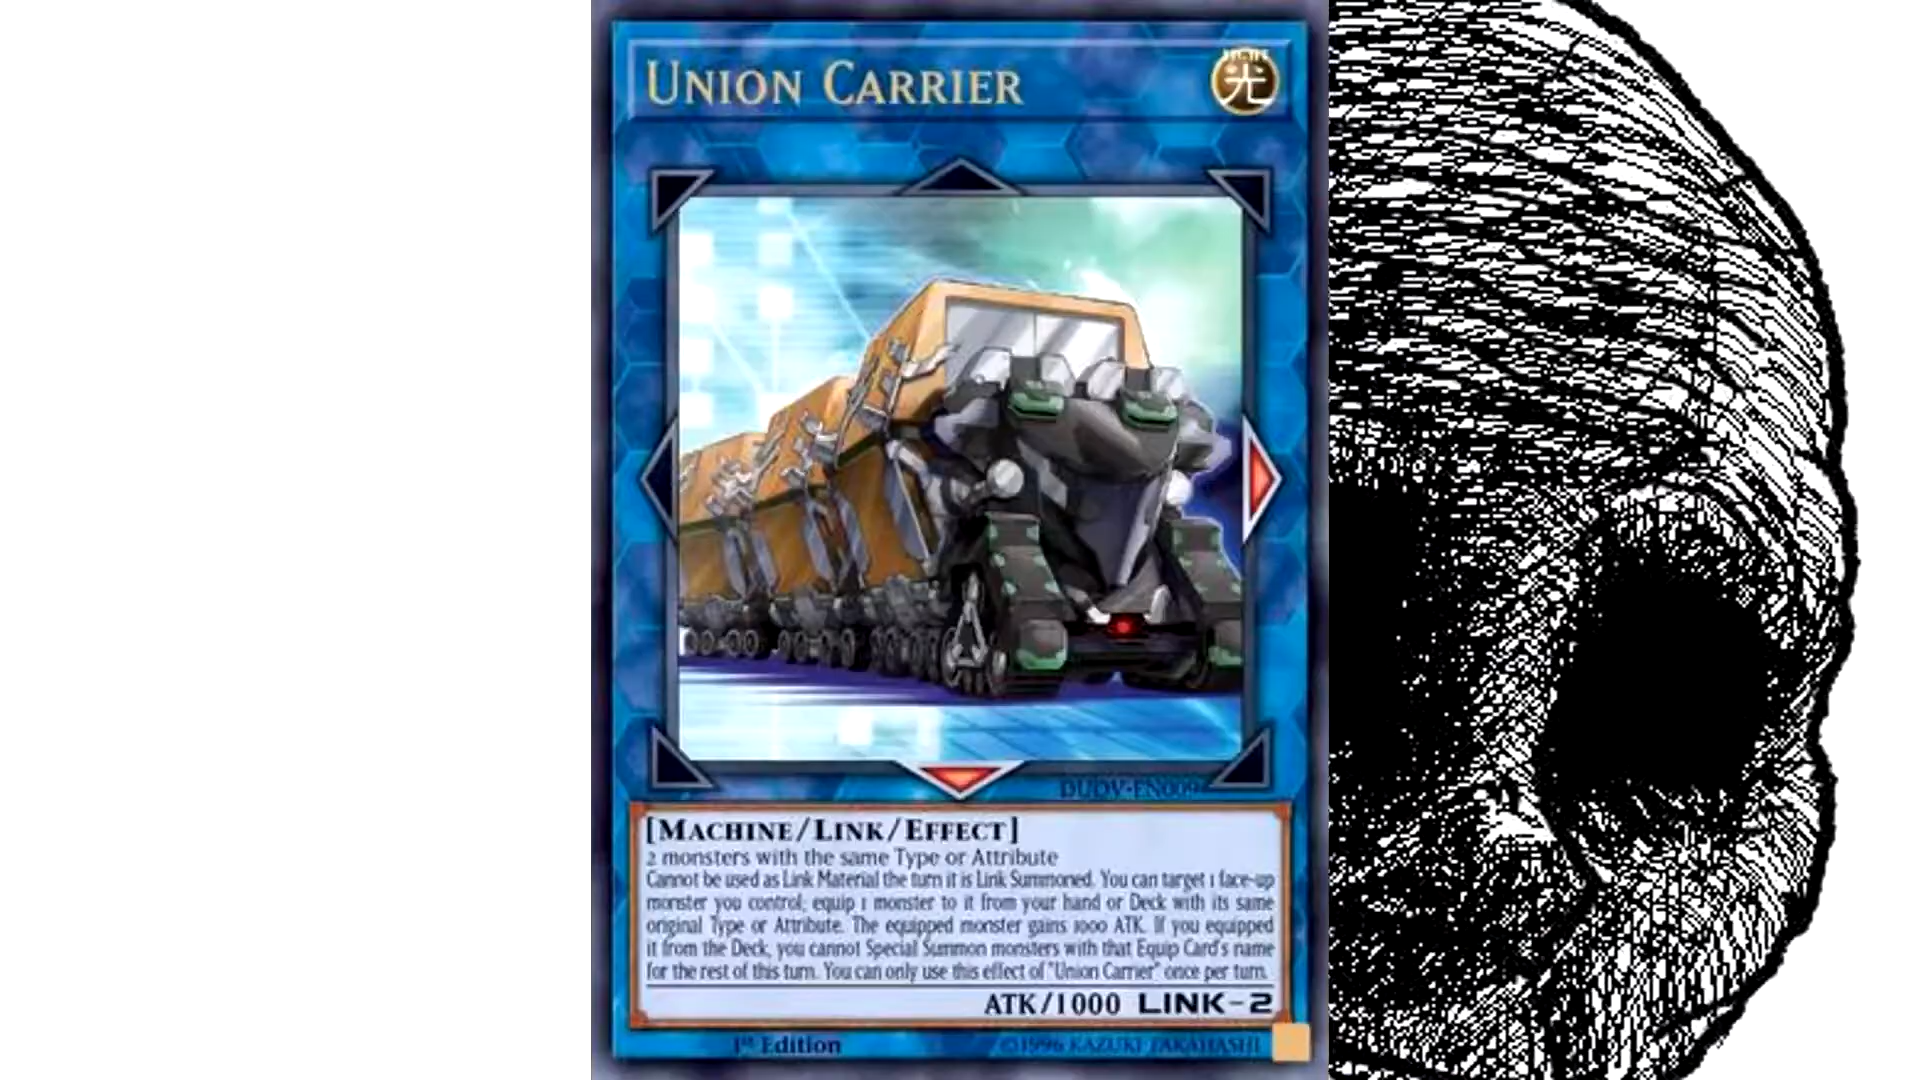 UNION CARRIER
LIGHT
光
DUDV-EN009
[MACHINE/LINK/EFFECT]
2 monsters with the same Type or Attribute
Cannot be used as Link Material the turn it is Link Summoned. You can target 1 face-up
monster you control; equip 1 monster to it from your hand or Deck with its same
original Type or Attribute. The equipped monster gains 1000 ATK. If you equipped
it from the Deck, you cannot Special Summon monsters with that Equip Card's name
for the rest of this turn. You can only use this effect of "Union Carrier" once per turn.
ATK/1000 LINK-2
1st Edition
©1996 KAZUKI TAKAHASHI